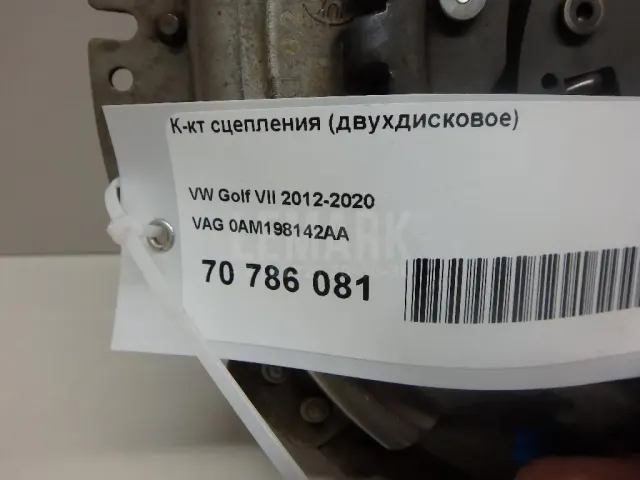 К-кт сцепления (двухдисковое)
VW Golf VII 2012-2020
VAG 0AM198142AA
70 786 081